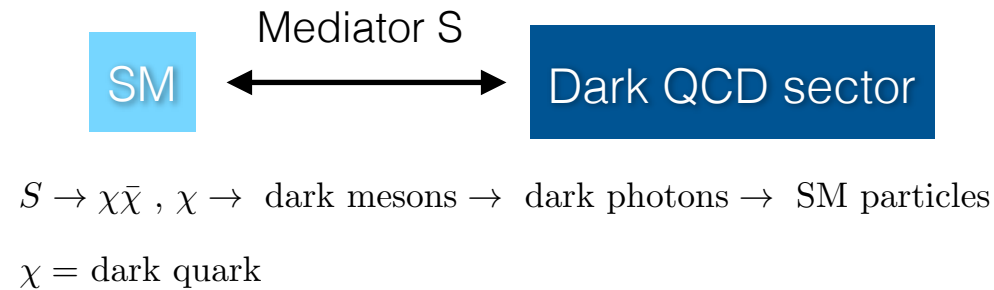 Mediator S
SM
Dark QCD sector
S → χχ̄ , χ → dark mesons → dark photons → SM particles
χ = dark quark